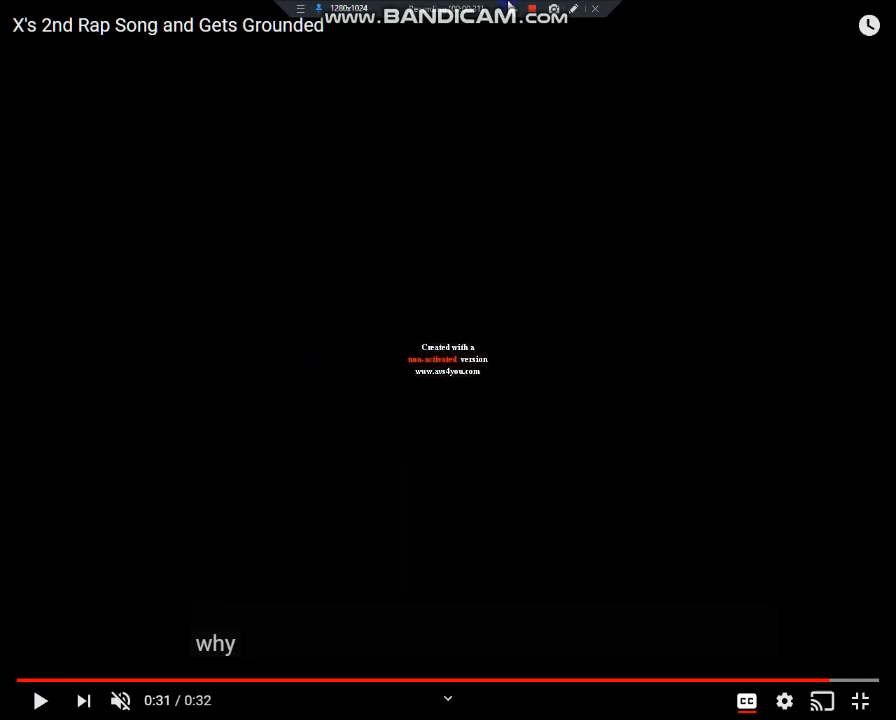 1280x1024
WWW.BANDICAM.COM
X's 2nd Rap Song and Gets Grounded
Created with a
non-activated version
www.avs4you.com
why
0:31 / 0:32
CC